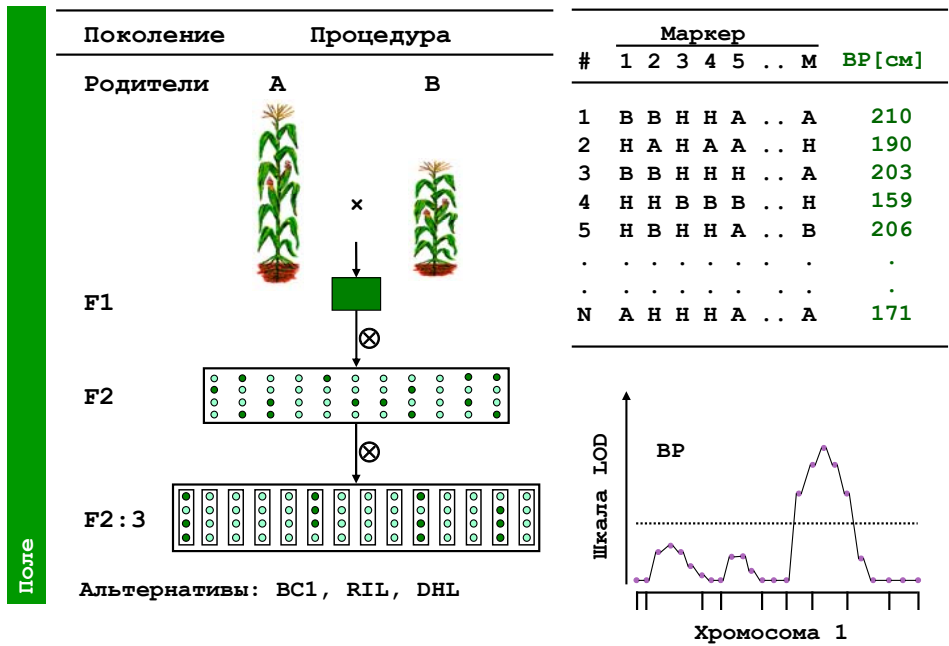 Поколение Процедура
Родители A B
×
F1
F2
F2:3
Альтернативы: BC1, RIL, DHL
Поле
Маркер
# 1 2 3 4 5 .. M ВР[см]
1 B B H H A .. A 210
2 H A H A A .. H 190
3 B B H H H .. A 203
4 H H B B B .. H 159
5 H B H H A .. B 206
. . . . . . . . .
. . . . . . . . .
N A H H H A .. A 171
Шкала LOD
ВР
Хромосома 1